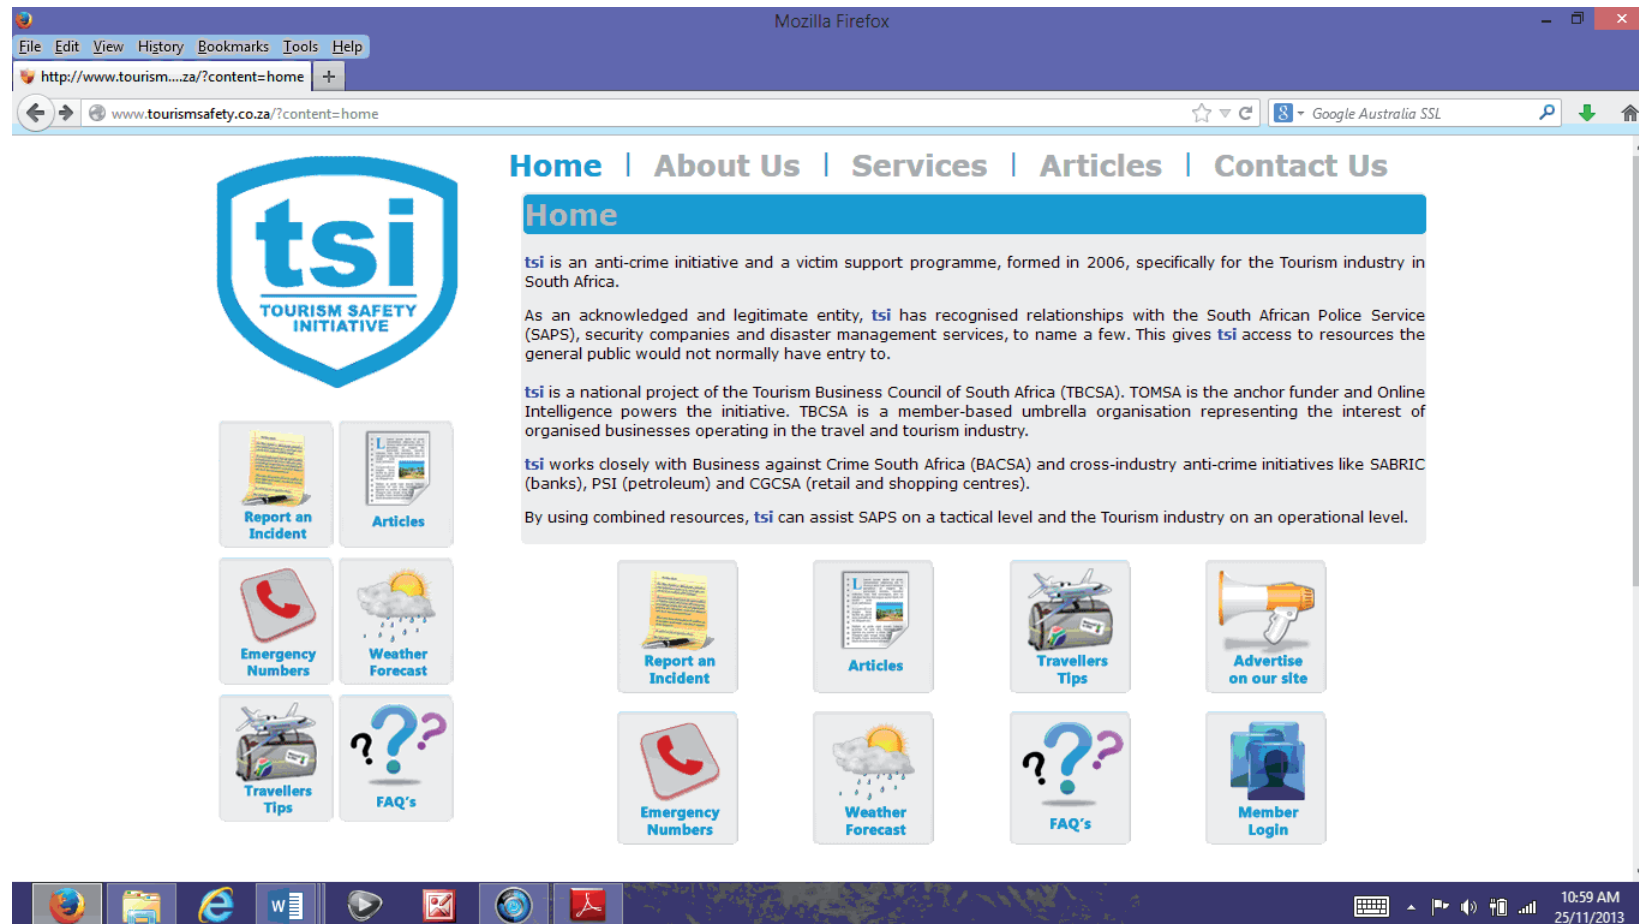 Mozilla Firefox
File Edit View History Bookmarks Tools Help
http://www.tourism....za/?content=home +
www.tourismsafety.co.za/?content=home
Google Australia SSL
tsi
TOURISM SAFETY
INITIATIVE
Home | About Us | Services | Articles | Contact Us
Home
tsi is an anti-crime initiative and a victim support programme, formed in 2006, specifically for the Tourism industry in
South Africa.
As an acknowledged and legitimate entity, tsi has recognised relationships with the South African Police Service
(SAPS), security companies and disaster management services, to name a few. This gives tsi access to resources the
general public would not normally have entry to.
tsi is a national project of the Tourism Business Council of South Africa (TBCSA). TOMSA is the anchor funder and Online
Intelligence powers the initiative. TBCSA is a member-based umbrella organisation representing the interest of
organised businesses operating in the travel and tourism industry.
tsi works closely with Business against Crime South Africa (BACSA) and cross-industry anti-crime initiatives like SABRIC
(banks), PSI (petroleum) and CGCSA (retail and shopping centres).
By using combined resources, tsi can assist SAPS on a tactical level and the Tourism industry on an operational level.
Report an
Incident
Articles
Emergency
Numbers
Weather
Forecast
Travellers
Tips
FAQ's
Report an
Incident
Articles
Travellers
Tips
Advertise
on our site
Emergency
Numbers
Weather
Forecast
FAQ's
Member
Login
10:59 AM
25/11/2013